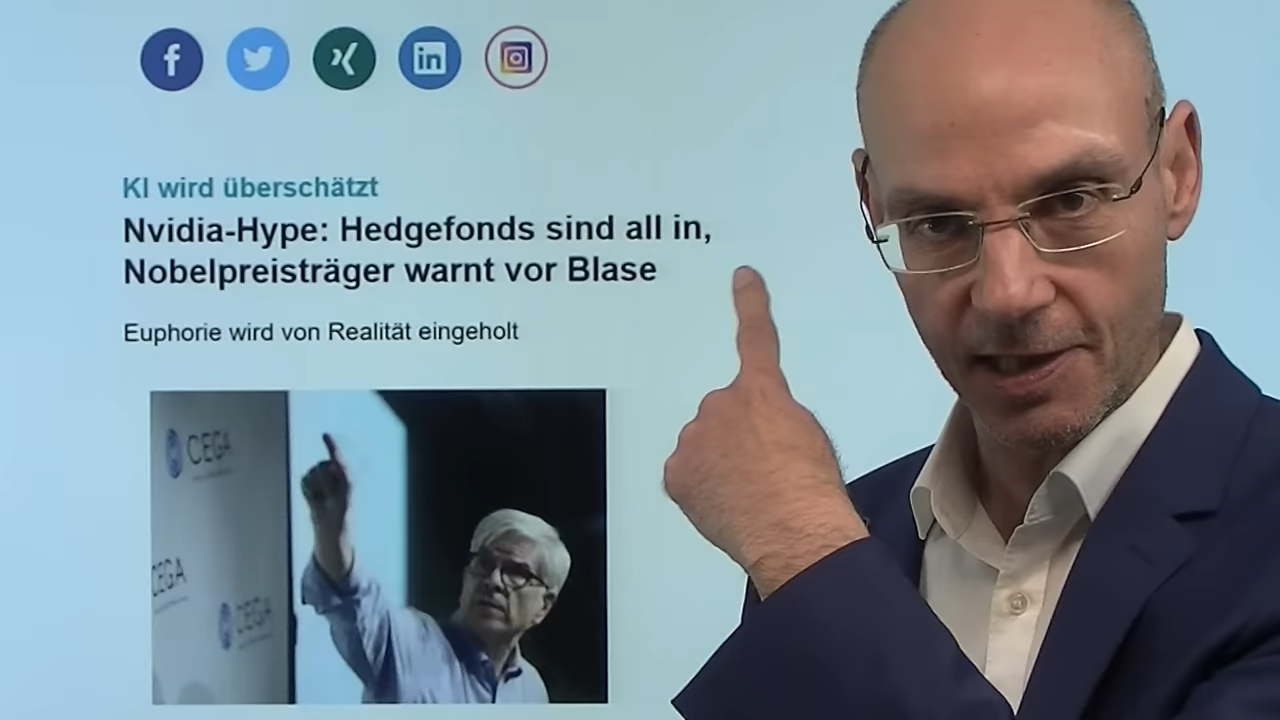 KI wird überschätzt
Nvidia-Hype: Hedgefonds sind all in,
Nobelpreisträger warnt vor Blase
Euphorie wird von Realität eingeholt
CEGA
CEGA
CEGA